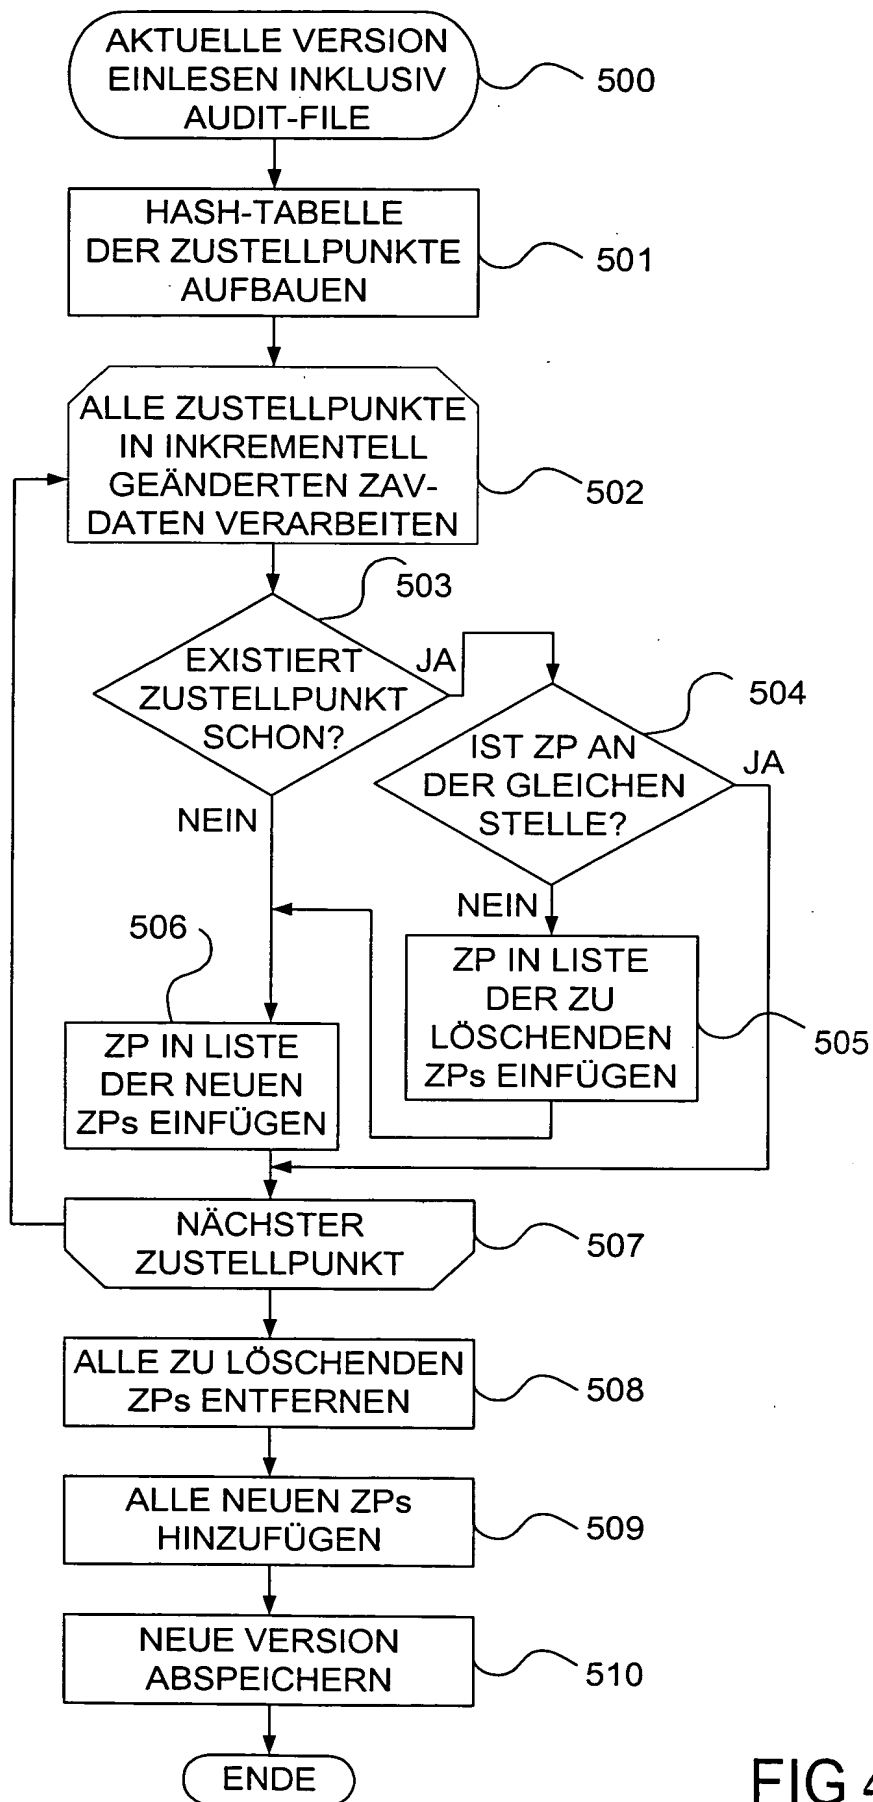 AKTUELLE VERSION
EINLESEN INKLUSIV
AUDIT-FILE
500
HASH-TABELLE
DER ZUSTELLPUNKTE
AUFBAUEN
501
ALLE ZUSTELLPUNKTE
IN INKREMENTELL
GEÄNDERTEN ZAV-
DATEN VERARBEITEN
502
503
EXISTIERT
ZUSTELLPUNKT
SCHON?
JA
NEIN
504
IST ZP AN
DER GLEICHEN
STELLE?
JA
NEIN
ZP IN LISTE
DER ZU
LÖSCHENDEN
ZPs EINFÜGEN
505
506
ZP IN LISTE
DER NEUEN
ZPs EINFÜGEN
NÄCHSTER
ZUSTELLPUNKT
507
ALLE ZU LÖSCHENDEN
ZPs ENTFERNEN
508
ALLE NEUEN ZPs
HINZUFÜGEN
509
NEUE VERSION
ABSPEICHERN
510
ENDE
FIG 4